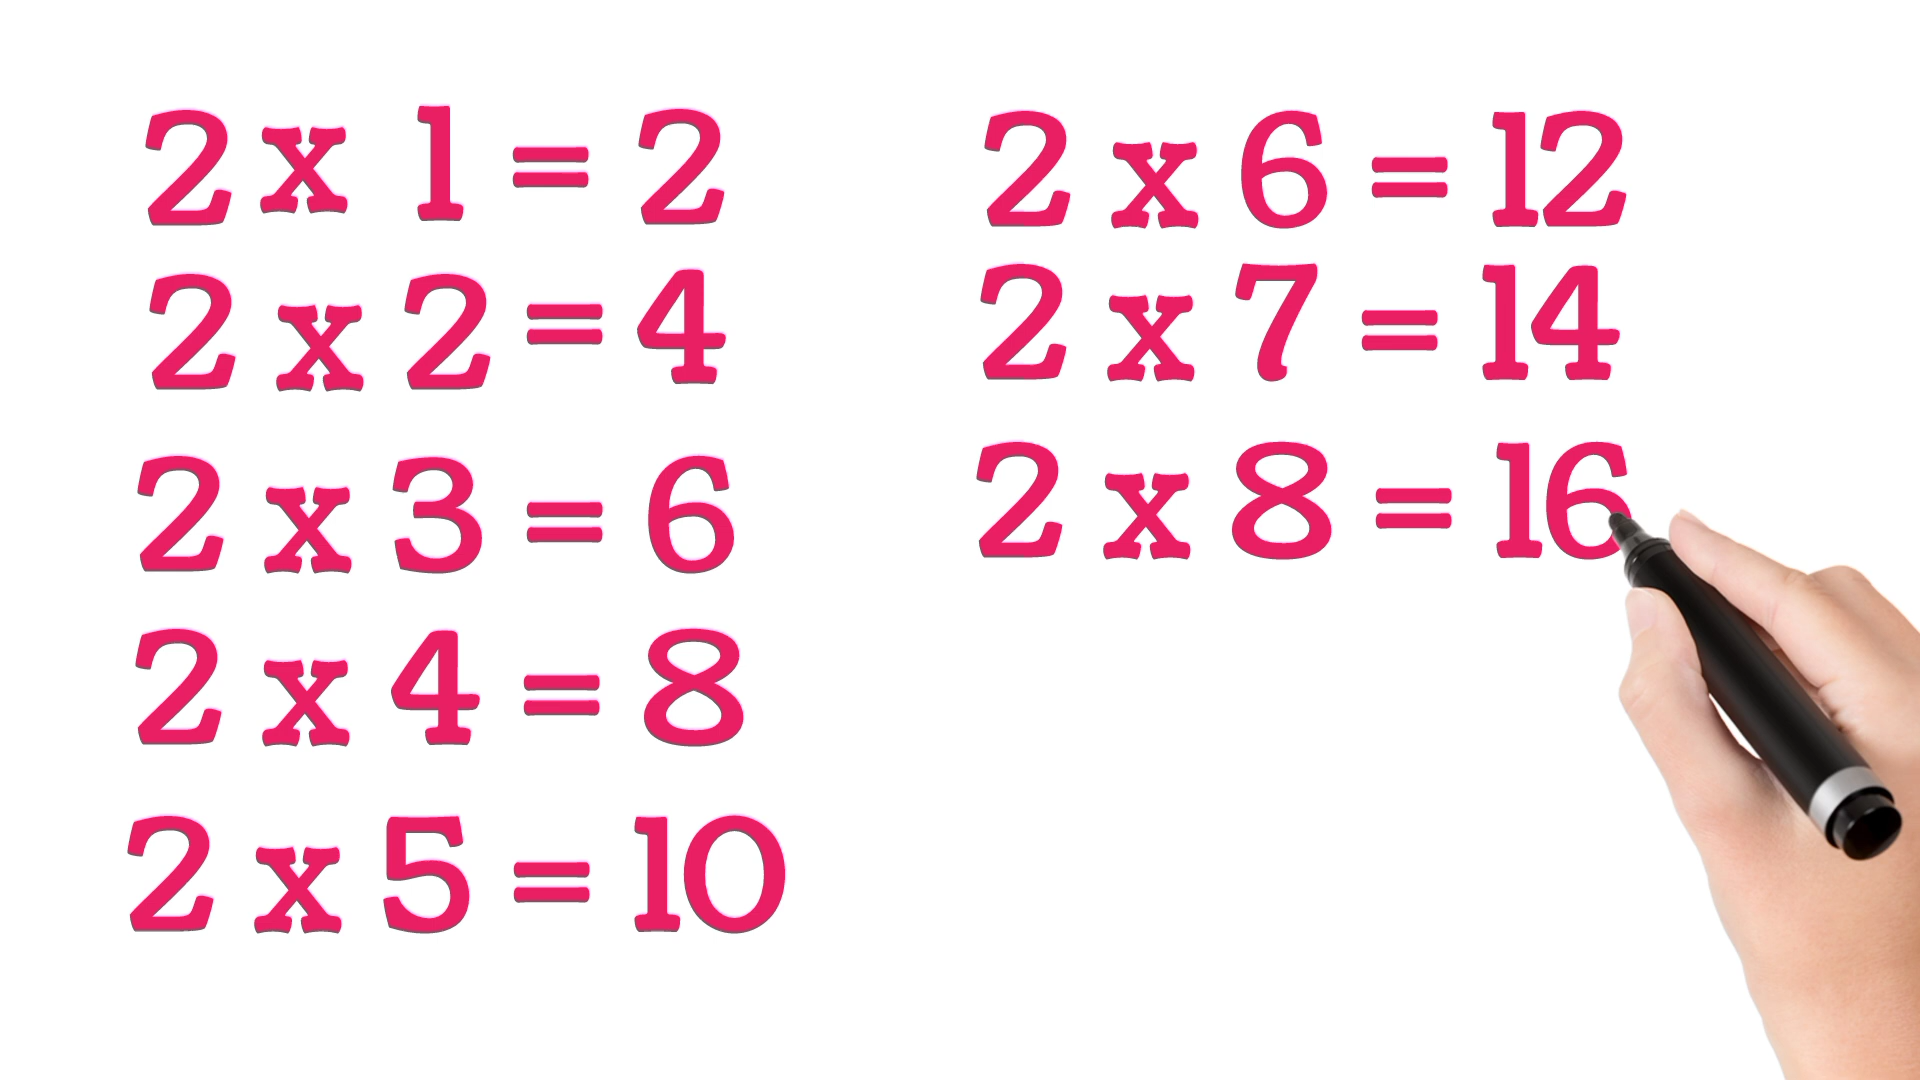 2 x 1 = 2
2 x 2 = 4
2 x 3 = 6
2 x 4 = 8
2 x 5 = 10
2 x 6 = 12
2 x 7 = 14
2 x 8 = 16